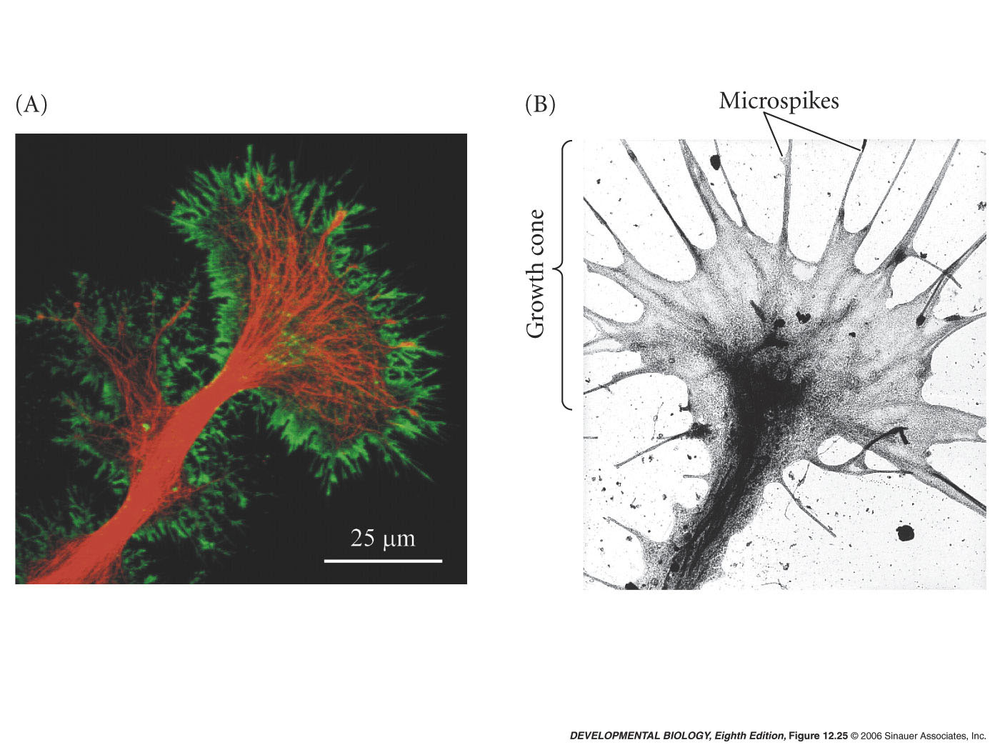 (A)
25 μm
(B)
Microspikes
Growth cone
DEVELOPMENTAL BIOLOGY, Eighth Edition, Figure 12.25 © 2006 Sinauer Associates, Inc.